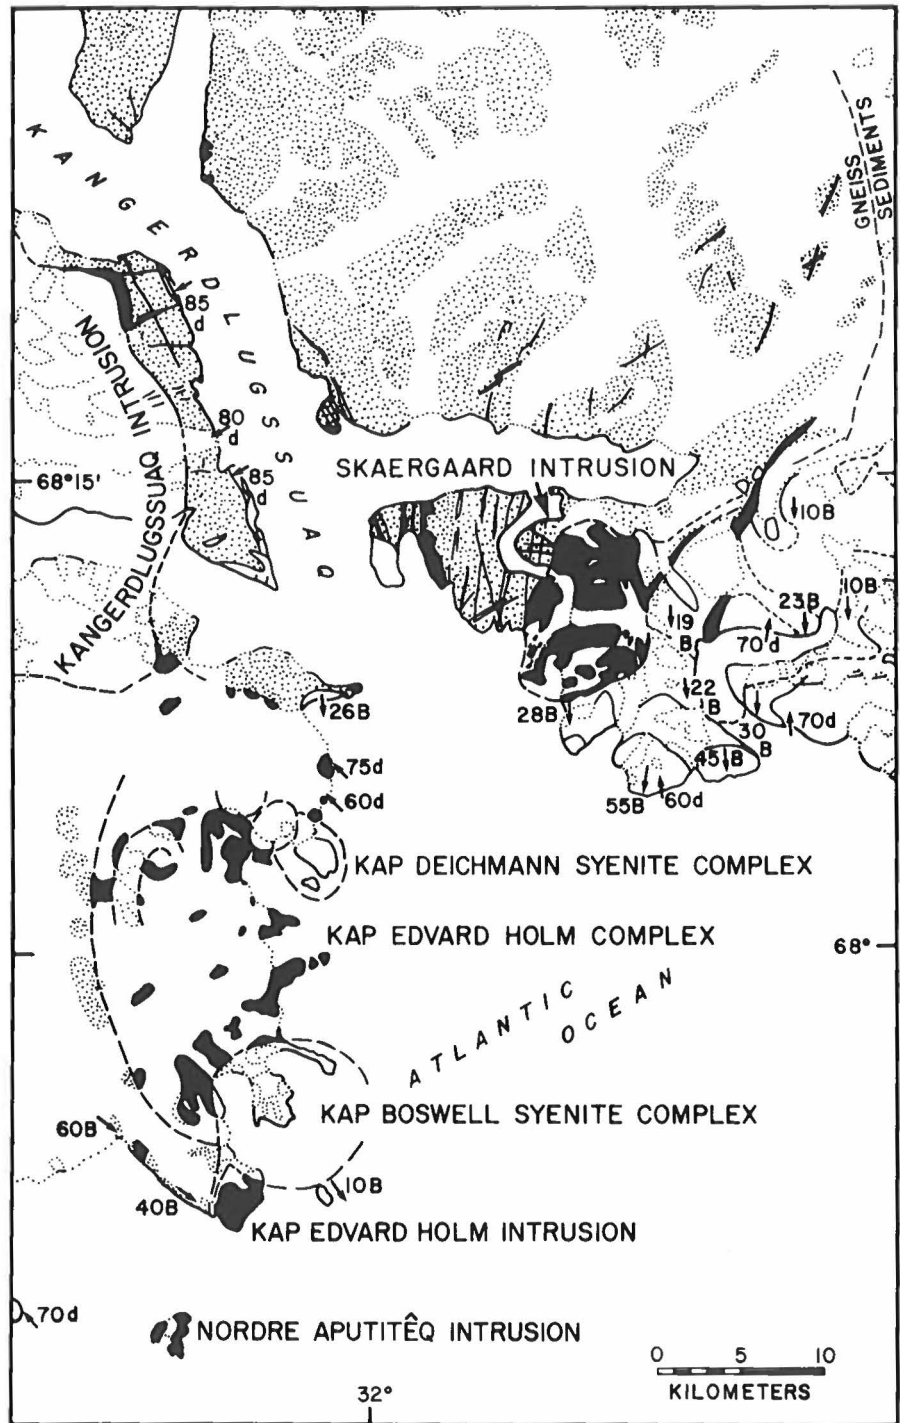 KANGERDLUGSSUAQ
GNEISS
SEDIMENTS
85
d
KANGERDLUGSSUAQ INTRUSION
80
d
85
d
68°15'
SKAERGAARD INTRUSION
10B
10B
23B
19
B
70d
22
B
26B
28B
30
B
70d
45 B
75d
60d
55B
60d
KAP DEICHMANN SYENITE COMPLEX
KAP EDVARD HOLM COMPLEX
68°
ATLANTIC
OCEAN
KAP BOSWELL SYENITE COMPLEX
60B
40B
10B
KAP EDVARD HOLM INTRUSION
70d
NORDRE APUTITÊQ INTRUSION
0 5 10
KILOMETERS
32°